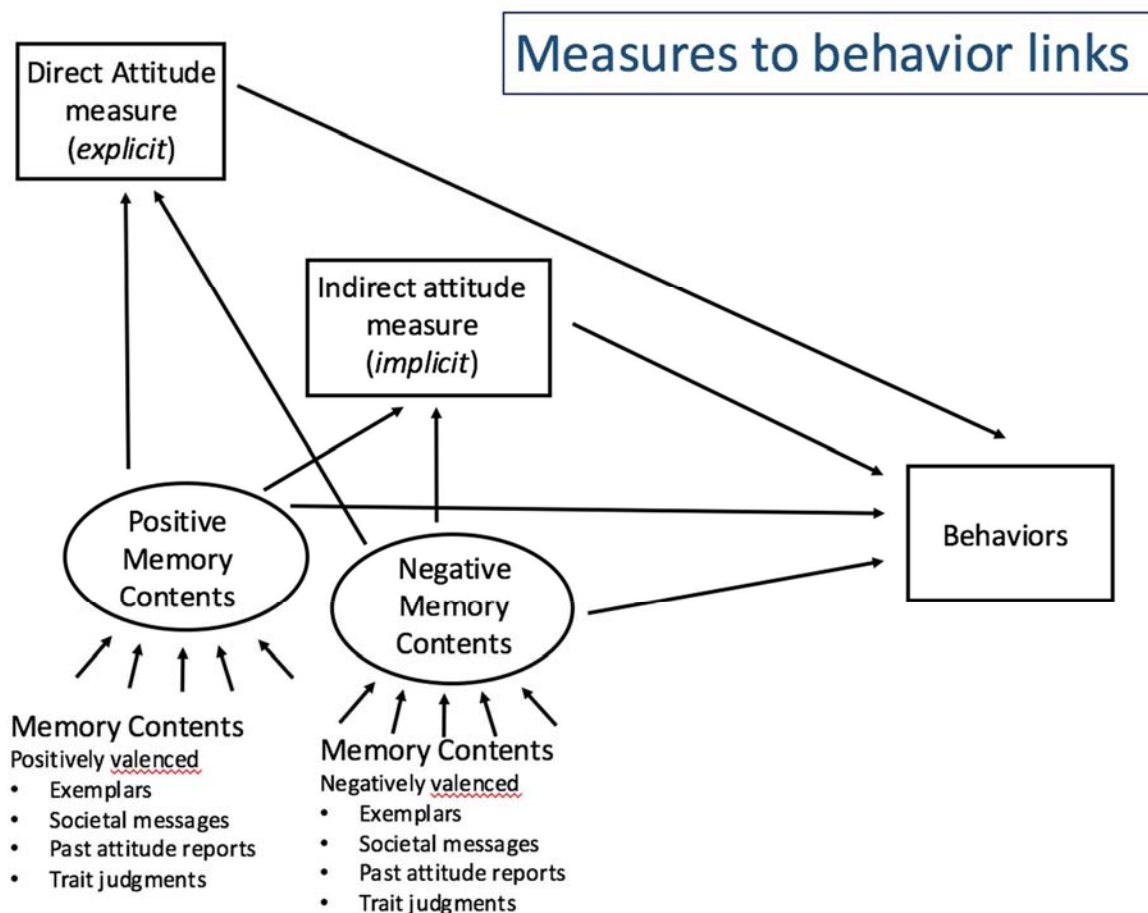 Measures to behavior links
Direct Attitude
measure
(explicit)
Indirect attitude
measure
(implicit)
Positive
Memory
Contents
Negative
Memory
Contents
Behaviors
Memory Contents
Positively valenced
• Exemplars
• Societal messages
• Past attitude reports
• Trait judgments
Memory Contents
Negatively valenced
• Exemplars
• Societal messages
• Past attitude reports
• Trait judgments